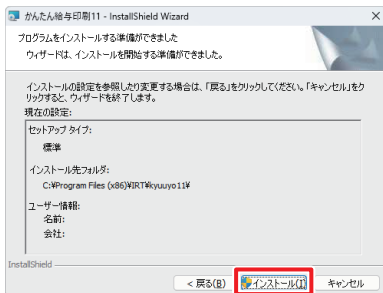 かんたん給与印刷11 - InstallShield Wizard
プログラムをインストールする準備ができました
ウィザードは、インストールを開始する準備ができました。
インストールの設定を参照したり変更する場合は、「戻る」をクリックしてください。「キャンセル」をク
リックすると、ウィザードを終了します。
現在の設定:
セットアップ タイプ:
標準
インストール先フォルダ:
C:¥Program Files (x86)¥IRT¥kyuuyo11¥
ユーザー情報:
名前:
会社:
InstallShield
< 戻る(B)
インストール(I)
キャンセル